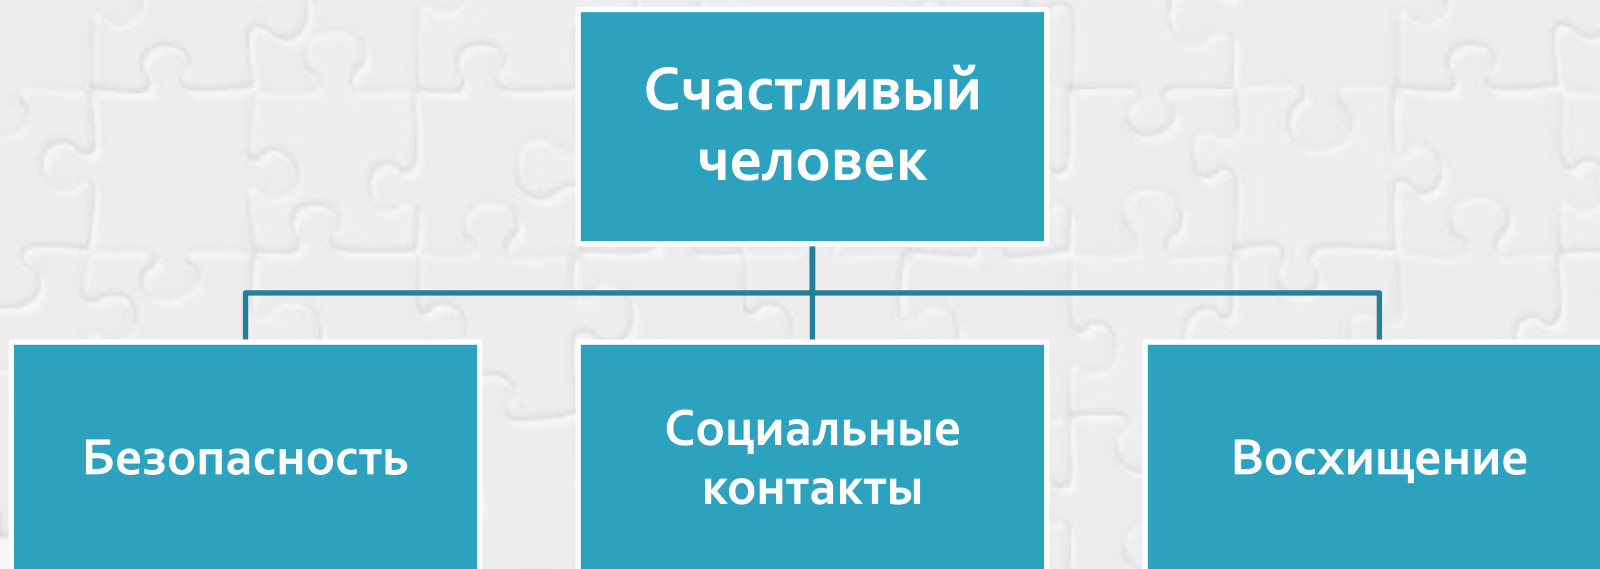 Счастливый
человек
Безопасность
Социальные
контакты
Восхищение